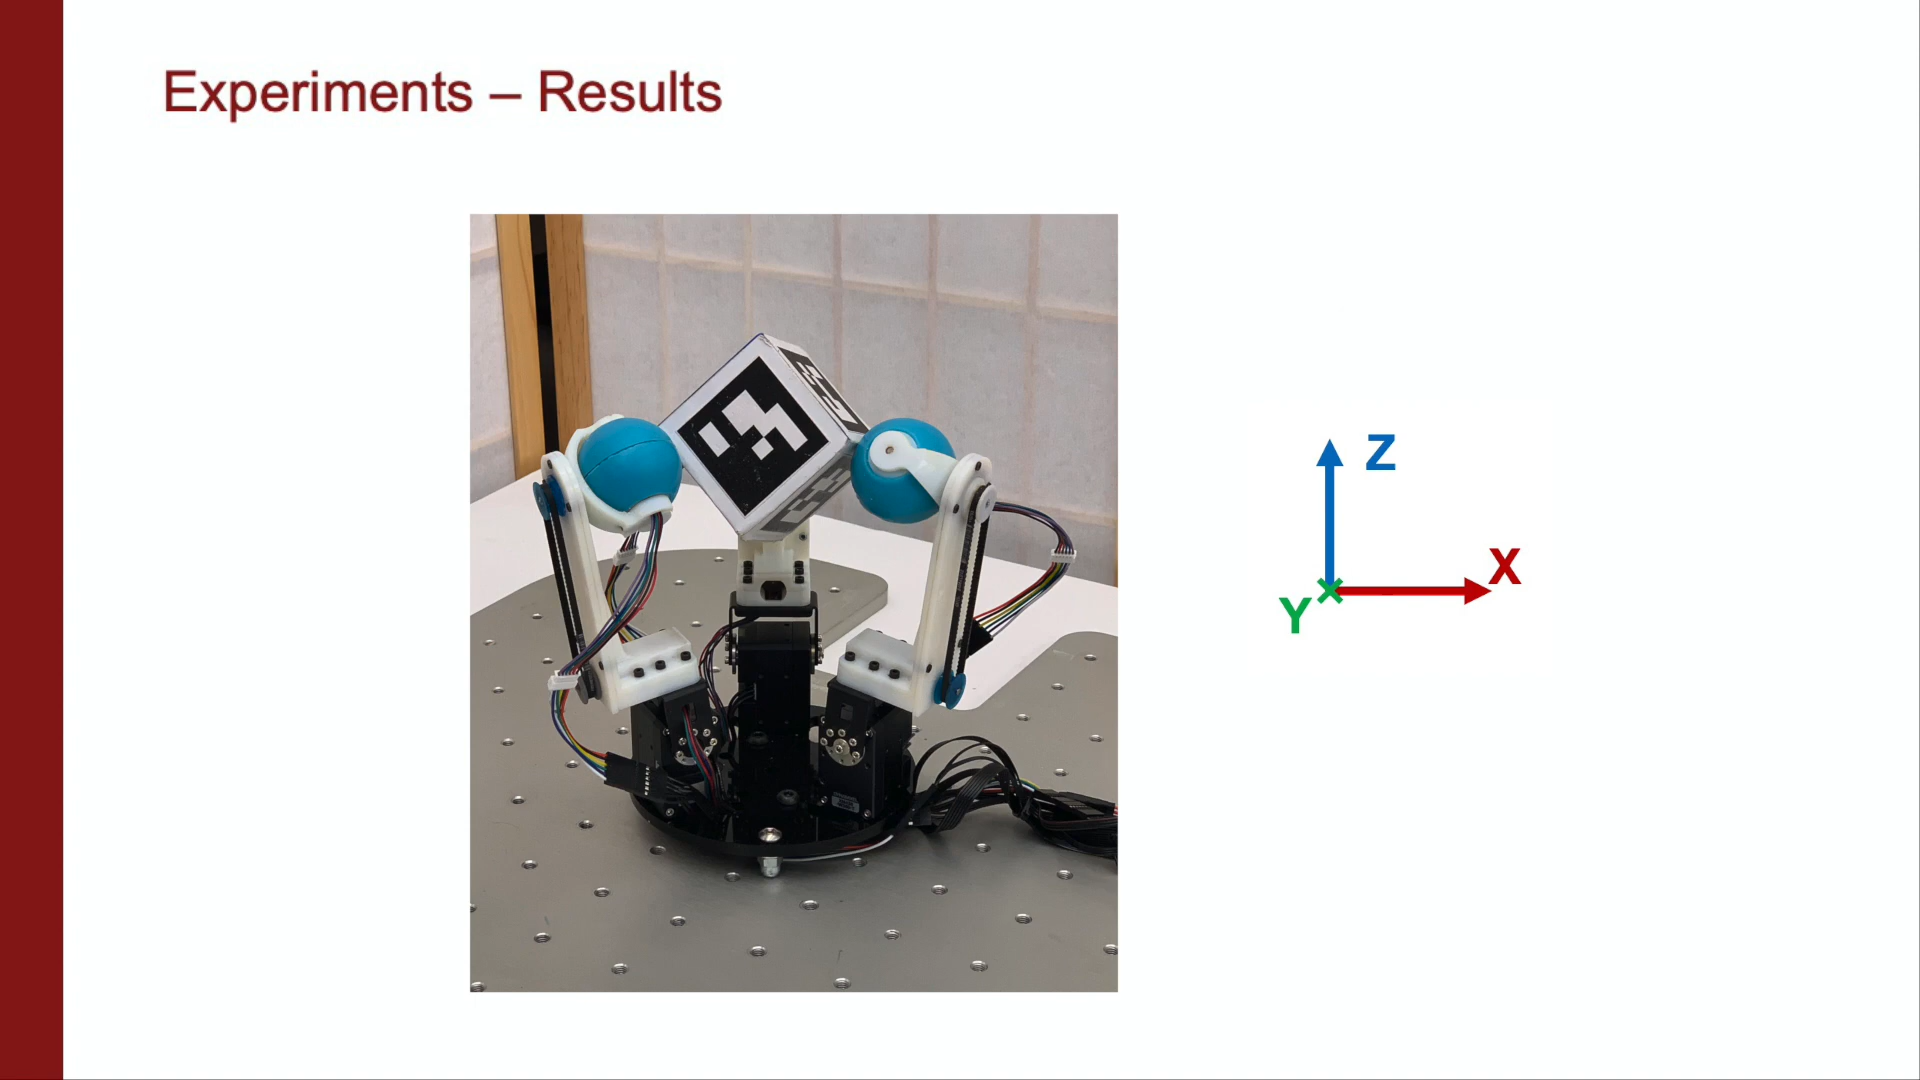 Experiments – Results
Z
X
Y